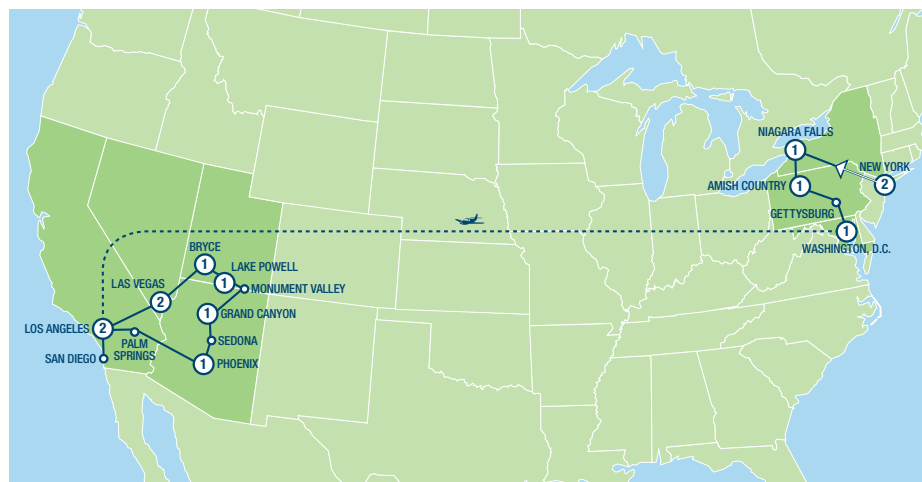 NIAGARA FALLS
1
NEW YORK
2
AMISH COUNTRY
1
GETTYSBURG
1
WASHINGTON, D.C.
BRYCE
1
LAKE POWELL
1
MONUMENT VALLEY
LAS VEGAS
2
GRAND CANYON
1
LOS ANGELES
2
SEDONA
PALM
SPRINGS
SAN DIEGO
PHOENIX
1